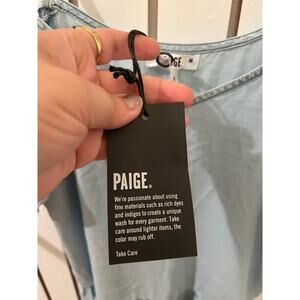 M
PAIGE®
We're passionate about using
fine materials such as rich dyes
and indigos to create a unique
wash for every garment. Take
care around lighter items, the
color may rub off.
Take Care